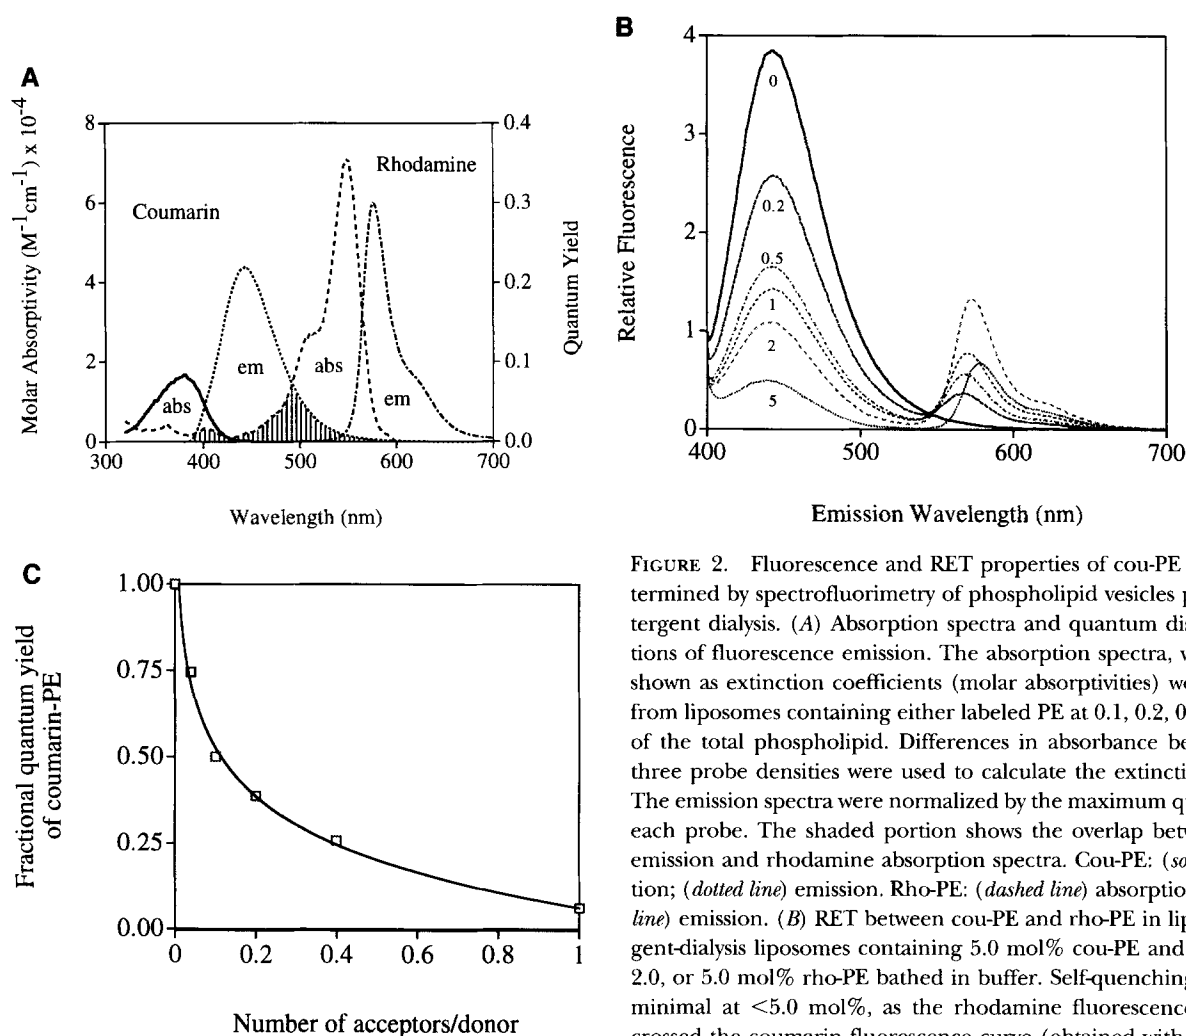 A
Molar Absorptivity (M⁻¹cm⁻¹) x 10⁻⁴
8
6
4
2
0
Coumarin
Rhodamine
abs
em
abs
em
0.4
0.3
0.2
0.1
0.0
Quantum Yield
300 400 500 600 700
Wavelength (nm)
B
Relative Fluorescence
4
3
2
1
0
0
0.2
0.5
1
2
5
400 500 600 700
Emission Wavelength (nm)
C
Fractional quantum yield
of coumarin-PE
1.00
0.75
0.50
0.25
0.00
0 0.2 0.4 0.6 0.8 1
Number of acceptors/donor
FIGURE 2. Fluorescence and RET properties of cou-PE
termined by spectrofluorimetry of phospholipid vesicles p
tergent dialysis. (A) Absorption spectra and quantum dis
tions of fluorescence emission. The absorption spectra, v
shown as extinction coefficients (molar absorptivities) we
from liposomes containing either labeled PE at 0.1, 0.2, 0
of the total phospholipid. Differences in absorbance be
three probe densities were used to calculate the extincti
The emission spectra were normalized by the maximum q
each probe. The shaded portion shows the overlap betw
emission and rhodamine absorption spectra. Cou-PE: (so
tion; (dotted line) emission. Rho-PE: (dashed line) absorptio
line) emission. (B) RET between cou-PE and rho-PE in lip
gent-dialysis liposomes containing 5.0 mol% cou-PE and
2.0, or 5.0 mol% rho-PE bathed in buffer. Self-quenching
minimal at <5.0 mol%, as the rhodamine fluorescence
crossed the coumarin fluorescence curve (obtained with